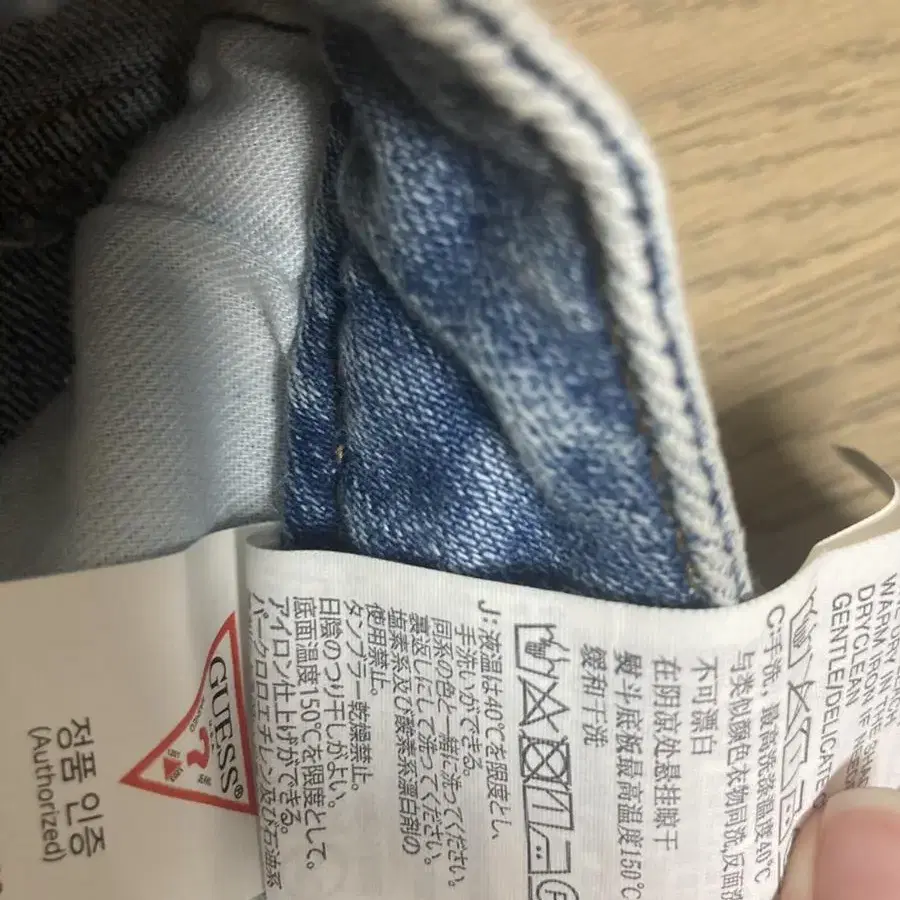 DRY IN THE
WARM IRON IF
DRYCLEAN
GENTLE/DELICATE
C:手洗，最高洗涤温度40℃
与类似颜色衣物同洗,反面洗
不可漂白
在阴凉处悬挂晾干
熨斗底板最高温度150℃
缓和干洗
J:液温は40℃を限度とし、
手洗いができる。
同系の色と一緒に洗ってください。
裏返しにして洗ってください。
塩素系及び酸素系漂白剤の
使用禁止。
タンブラー乾燥禁止。
日陰のつり干しがよい。
底面温度150℃を限度として。
アイロン仕上げができる。
パークロロエチレン及び石油系
GUESS®
?
정품 인증
(Authorized)